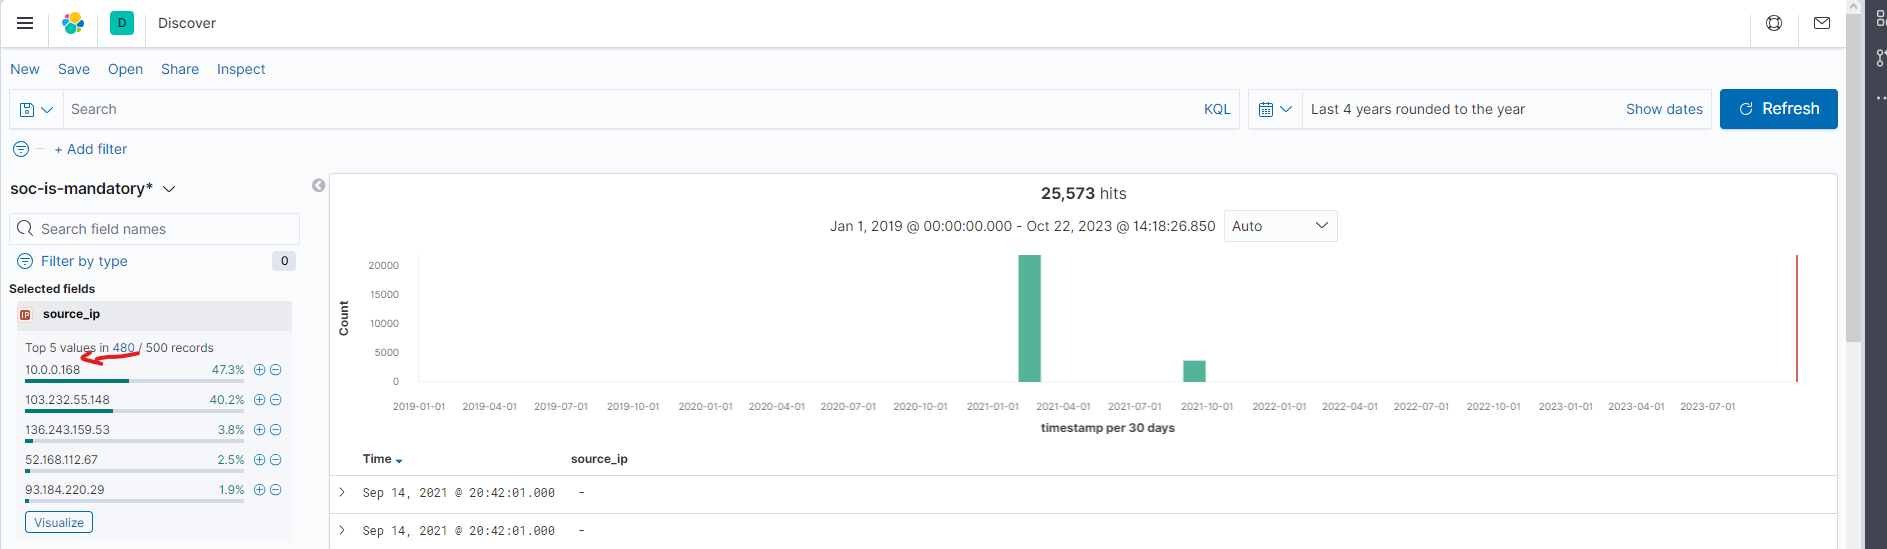 D Discover
New Save Open Share Inspect
Search KQL Last 4 years rounded to the year Show dates Refresh
+ Add filter
soc-is-mandatory*
Search field names
Filter by type 0
Selected fields
IP source_ip
Top 5 values in 480 / 500 records
10.0.0.168 47.3%
103.232.55.148 40.2%
136.243.159.53 3.8%
52.168.112.67 2.5%
93.184.220.29 1.9%
Visualize
25,573 hits
Jan 1, 2019 @ 00:00:00.000 - Oct 22, 2023 @ 14:18:26.850 Auto
Count
20000
15000
10000
5000
0
2019-01-01 2019-04-01 2019-07-01 2019-10-01 2020-01-01 2020-04-01 2020-07-01 2020-10-01 2021-01-01 2021-04-01 2021-07-01 2021-10-01 2022-01-01 2022-04-01 2022-07-01 2022-10-01 2023-01-01 2023-04-01 2023-07-01
timestamp per 30 days
Time source_ip
Sep 14, 2021 @ 20:42:01.000 -
Sep 14, 2021 @ 20:42:01.000 -